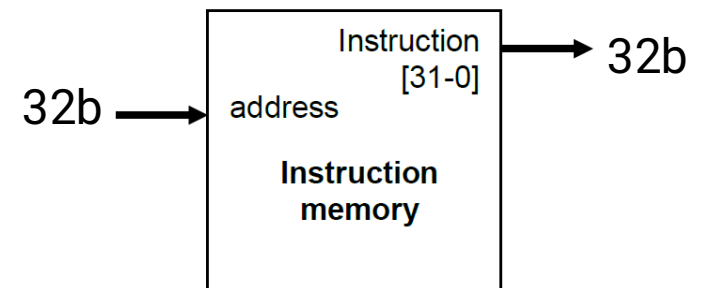 Instruction
[31-0]
32b
32b
address
Instruction
memory